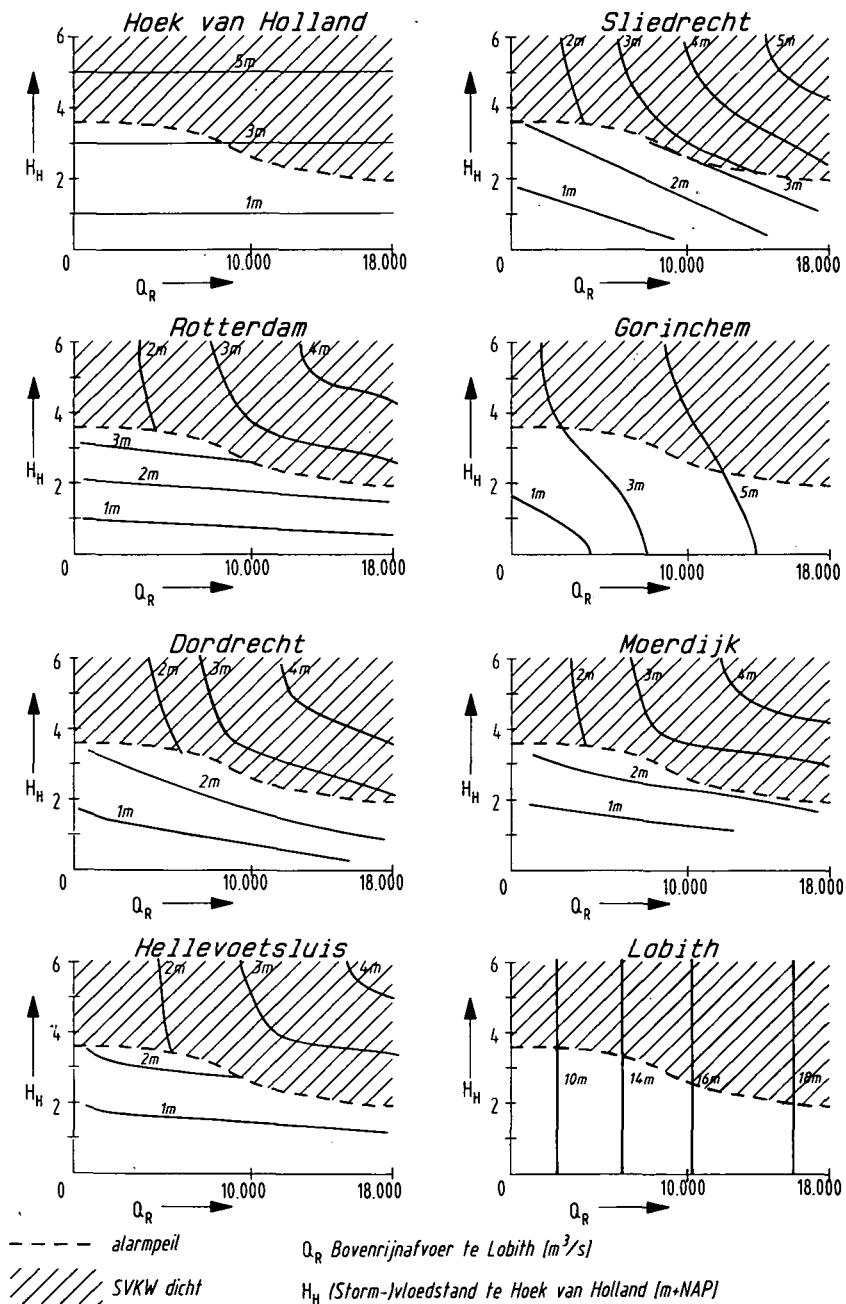 Hoek van Holland
6
4
2
0
H_H
5m
3m
1m
10.000
18.000
Q_R
Sliedrecht
6
4
2
0
H_H
2m
3m
4m
5m
1m
2m
3m
10.000
18.000
Q_R
Rotterdam
6
4
2
0
H_H
2m
3m
4m
3m
2m
1m
10.000
18.000
Q_R
Gorinchem
6
4
2
0
H_H
1m
3m
5m
10.000
18.000
Q_R
Dordrecht
6
4
2
0
H_H
2m
3m
4m
2m
1m
10.000
18.000
Q_R
Moerdijk
6
4
2
0
H_H
2m
3m
4m
2m
1m
10.000
18.000
Q_R
Hellevoetsluis
6
4
2
0
H_H
2m
3m
4m
2m
1m
10.000
18.000
Q_R
Lobith
6
4
2
0
H_H
10m
14m
16m
18m
10.000
18.000
Q_R
alarmpeil
Q_R Bovenrijnafvoer te Lobith [m³/s]
SVKW dicht
H_H (Storm-)vloedstand te Hoek van Holland [m+NAP]